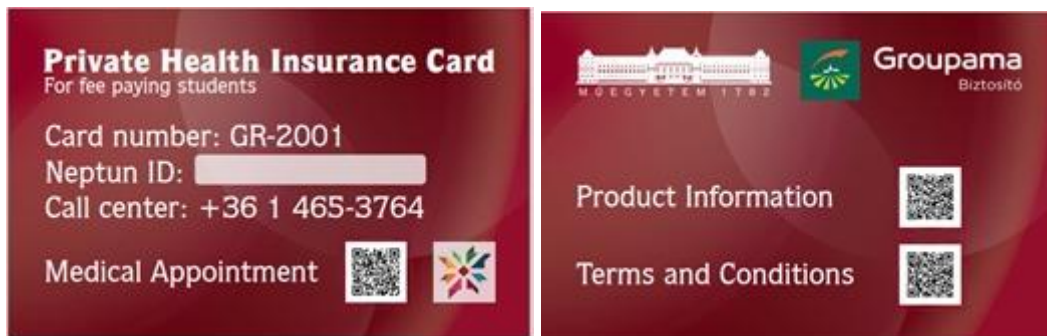 Private Health Insurance Card
For fee paying students
Card number: GR-2001
Neptun ID:
Call center: +36 1 465-3764
Medical Appointment
MŰEGYETEM 1782
Groupama
Biztosító
Product Information
Terms and Conditions